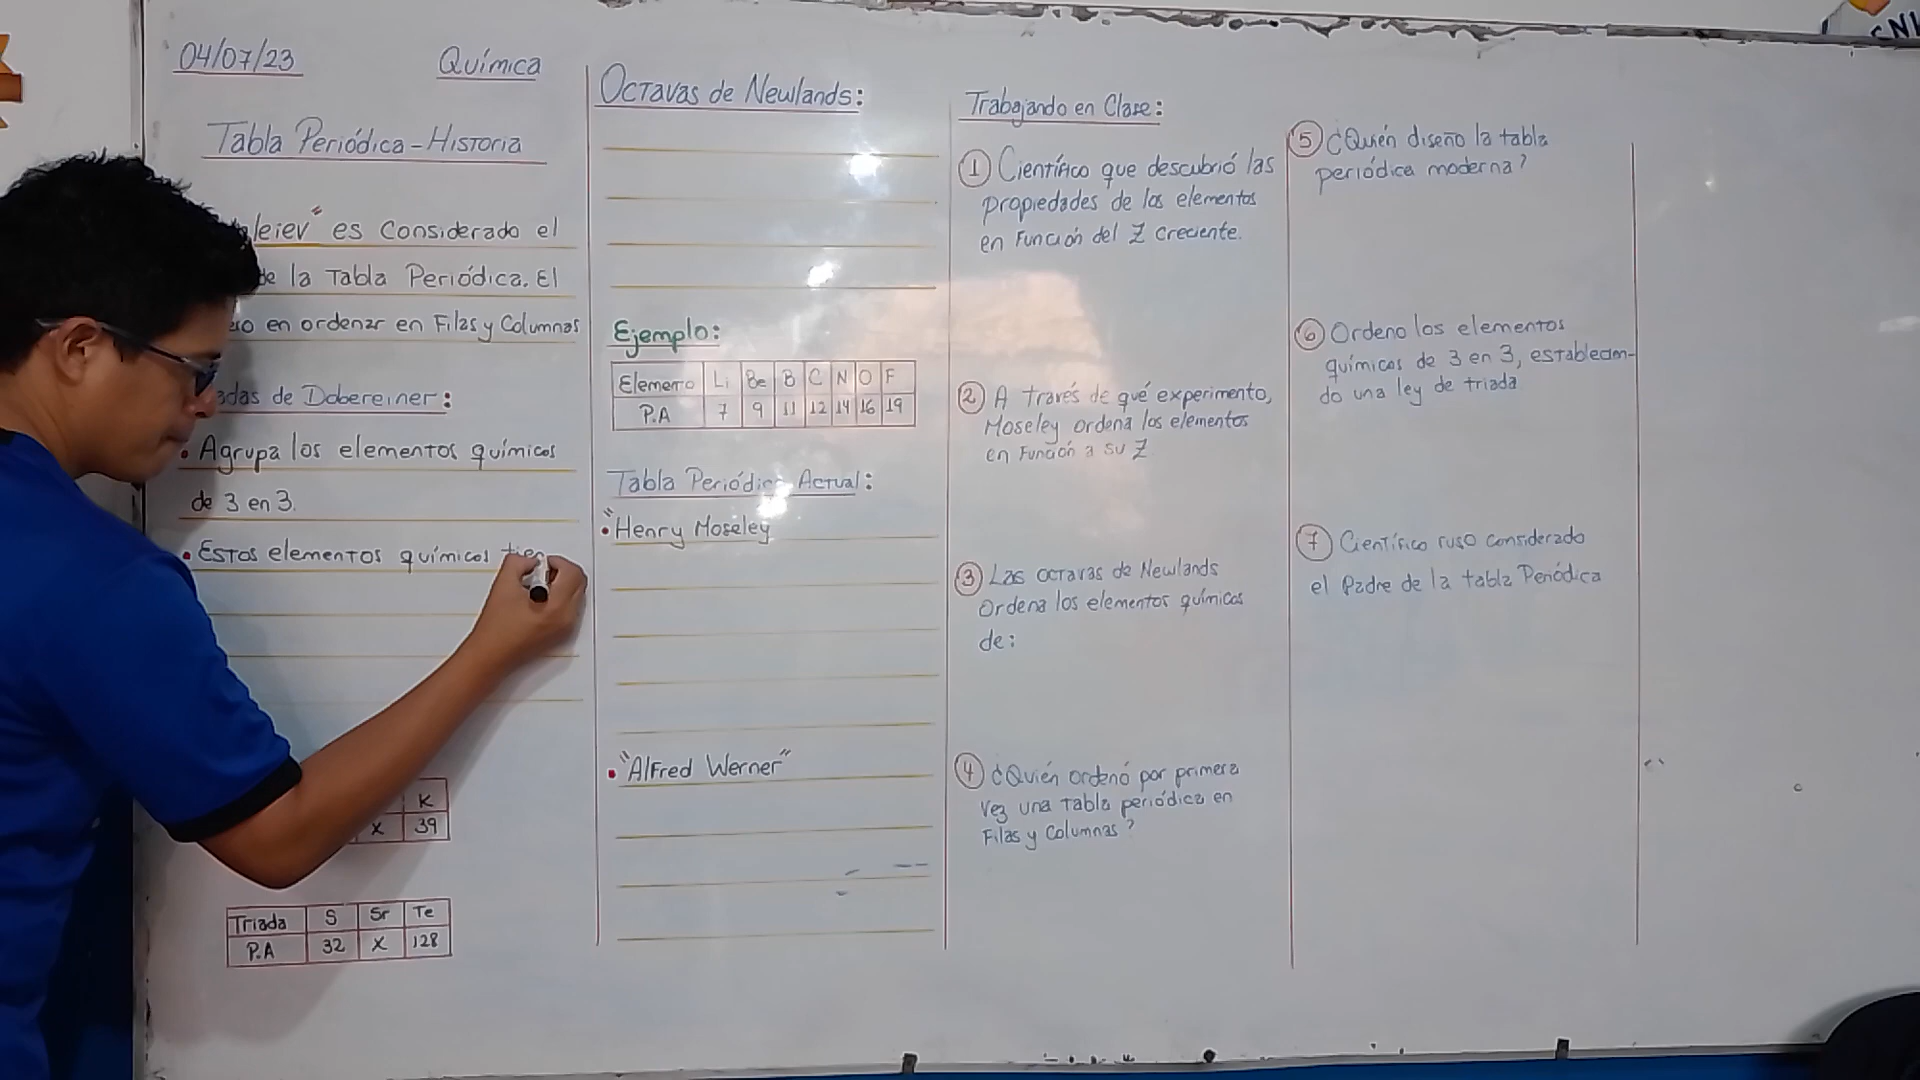 04/07/23 Química
Tabla Periódica - Historia
leiev" es considerado el
de la Tabla Periódica. El
en ordenar en Filas y Columnas
adas de Dobereiner:
• Agrupa los elementos químicos
de 3 en 3.
• Estos elementos químicos tien
K
X 39
Triada S Sr Te
P.A 32 X 128
Octavas de Newlands:
Ejemplo:
Elemento Li Be B C N O F
P.A 7 9 11 12 14 16 19
Tabla Periódica Actual:
• "Henry Moseley
• "Alfred Werner"
Trabajando en Clase:
1 Científico que descubrió las
propiedades de los elementos
en Función del Z creciente.
2 A través de qué experimento,
Moseley ordena los elementos
en Función a su Z
3 Las octavas de Newlands
Ordena los elementos químicos
de:
4 ¿Quién ordenó por primera
vez una tabla periódica en
Filas y Columnas?
5 ¿Quién diseño la tabla
periódica moderna?
6 Ordeno los elementos
químicos de 3 en 3, establecien-
do una ley de triada
7 Científico ruso considerado
el Padre de la tabla Periódica